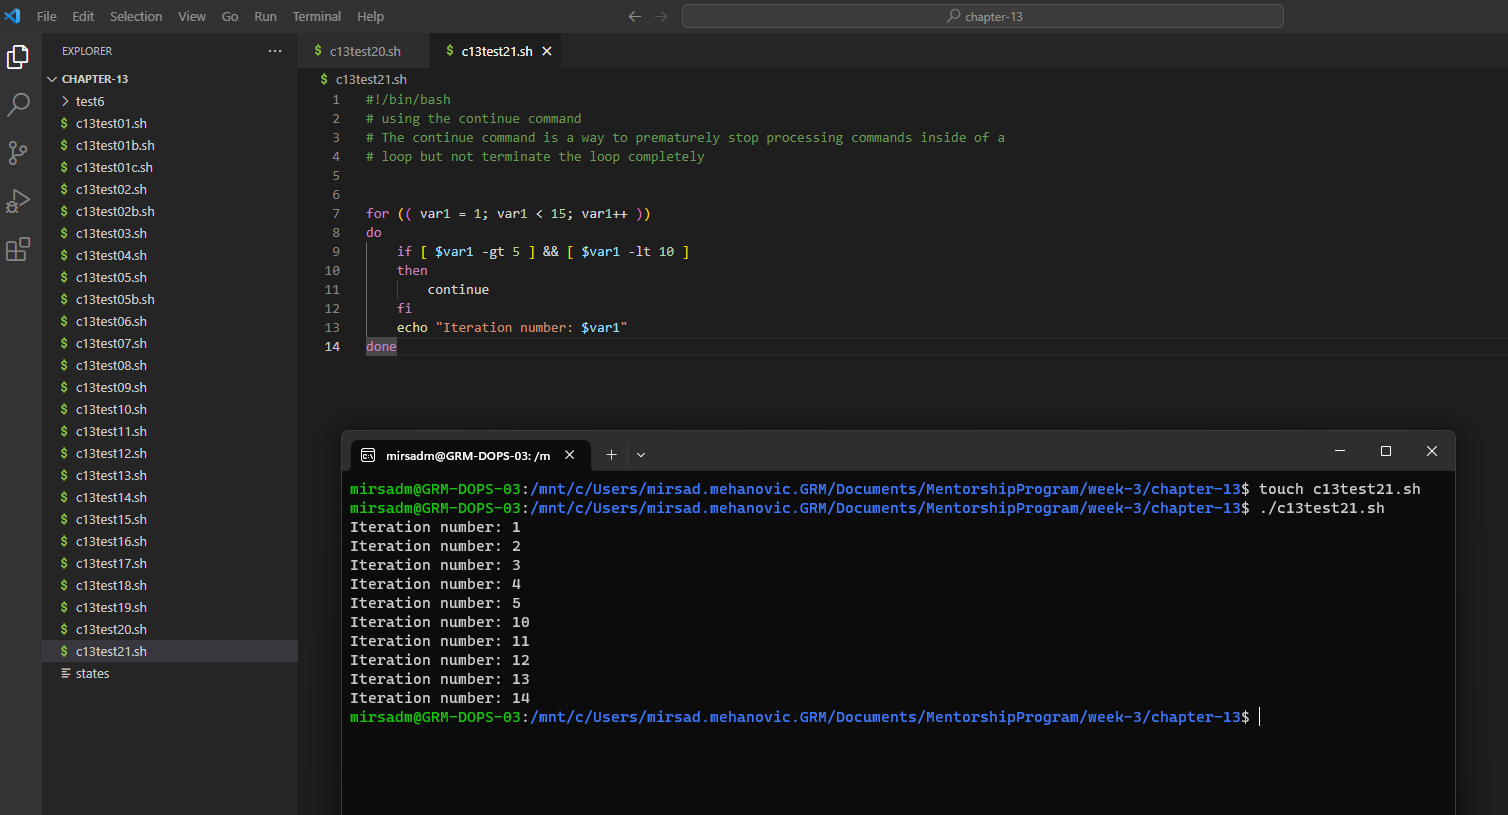 File Edit Selection View Go Run Terminal Help
chapter-13
EXPLORER
CHAPTER-13
test6
c13test01.sh
c13test01b.sh
c13test01c.sh
c13test02.sh
c13test02b.sh
c13test03.sh
c13test04.sh
c13test05.sh
c13test05b.sh
c13test06.sh
c13test07.sh
c13test08.sh
c13test09.sh
c13test10.sh
c13test11.sh
c13test12.sh
c13test13.sh
c13test14.sh
c13test15.sh
c13test16.sh
c13test17.sh
c13test18.sh
c13test19.sh
c13test20.sh
c13test21.sh
states
$ c13test20.sh $ c13test21.sh
$ c13test21.sh
1 #!/bin/bash
2 # using the continue command
3 # The continue command is a way to prematurely stop processing commands inside of a
4 # loop but not terminate the loop completely
5
6
7 for (( var1 = 1; var1 < 15; var1++ ))
8 do
9 if [ $var1 -gt 5 ] && [ $var1 -lt 10 ]
10 then
11 continue
12 fi
13 echo "Iteration number: $var1"
14 done
mirsadm@GRM-DOPS-03: /m
mirsadm@GRM-DOPS-03:/mnt/c/Users/mirsad.mehanovic.GRM/Documents/MentorshipProgram/week-3/chapter-13$ touch c13test21.sh
mirsadm@GRM-DOPS-03:/mnt/c/Users/mirsad.mehanovic.GRM/Documents/MentorshipProgram/week-3/chapter-13$ ./c13test21.sh
Iteration number: 1
Iteration number: 2
Iteration number: 3
Iteration number: 4
Iteration number: 5
Iteration number: 10
Iteration number: 11
Iteration number: 12
Iteration number: 13
Iteration number: 14
mirsadm@GRM-DOPS-03:/mnt/c/Users/mirsad.mehanovic.GRM/Documents/MentorshipProgram/week-3/chapter-13$